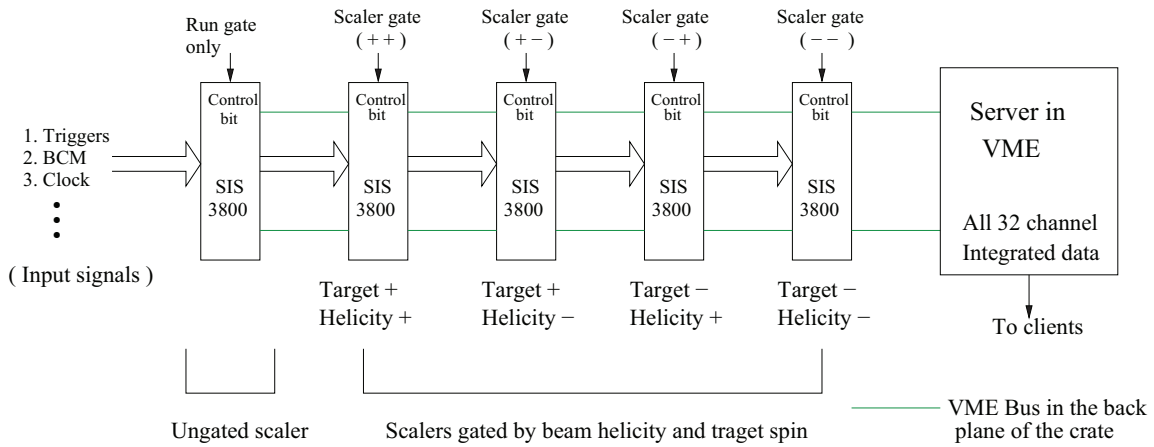 Run gate
only
Scaler gate
( + + )
Scaler gate
( + − )
Scaler gate
( − + )
Scaler gate
( − − )
1. Triggers
2. BCM
3. Clock
( Input signals )
Control
bit
SIS
3800
Control
bit
SIS
3800
Control
bit
SIS
3800
Control
bit
SIS
3800
Control
bit
SIS
3800
Server in
VME
All 32 channel
Integrated data
Target +
Helicity +
Target +
Helicity −
Target −
Helicity +
Target −
Helicity −
To clients
Ungated scaler
Scalers gated by beam helicity and traget spin
VME Bus in the back
plane of the crate